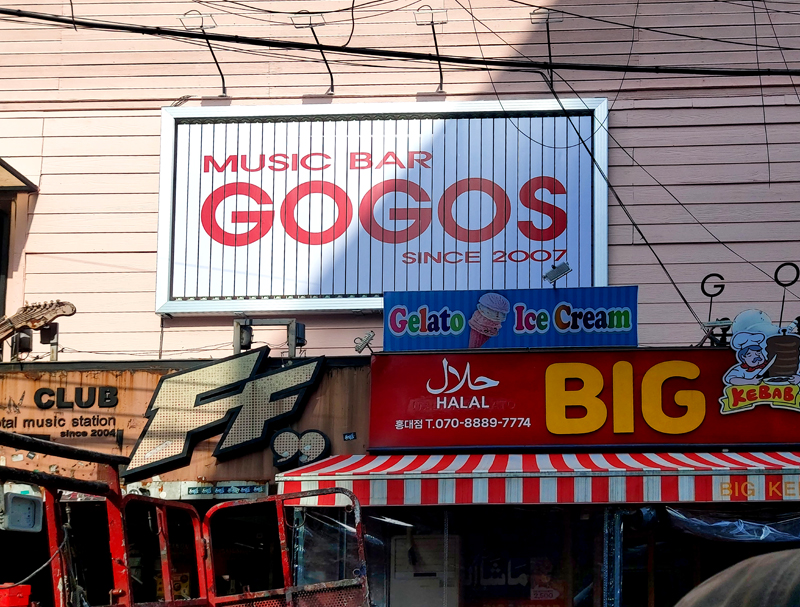 MUSIC BAR
GOGOS
SINCE 2007
Gelato Ice Cream
G O
CLUB
tal music station
since 2004
FF
حلال
HALAL
홍대점 T.070-8889-7774
BIG
KEBAB
BIG KE